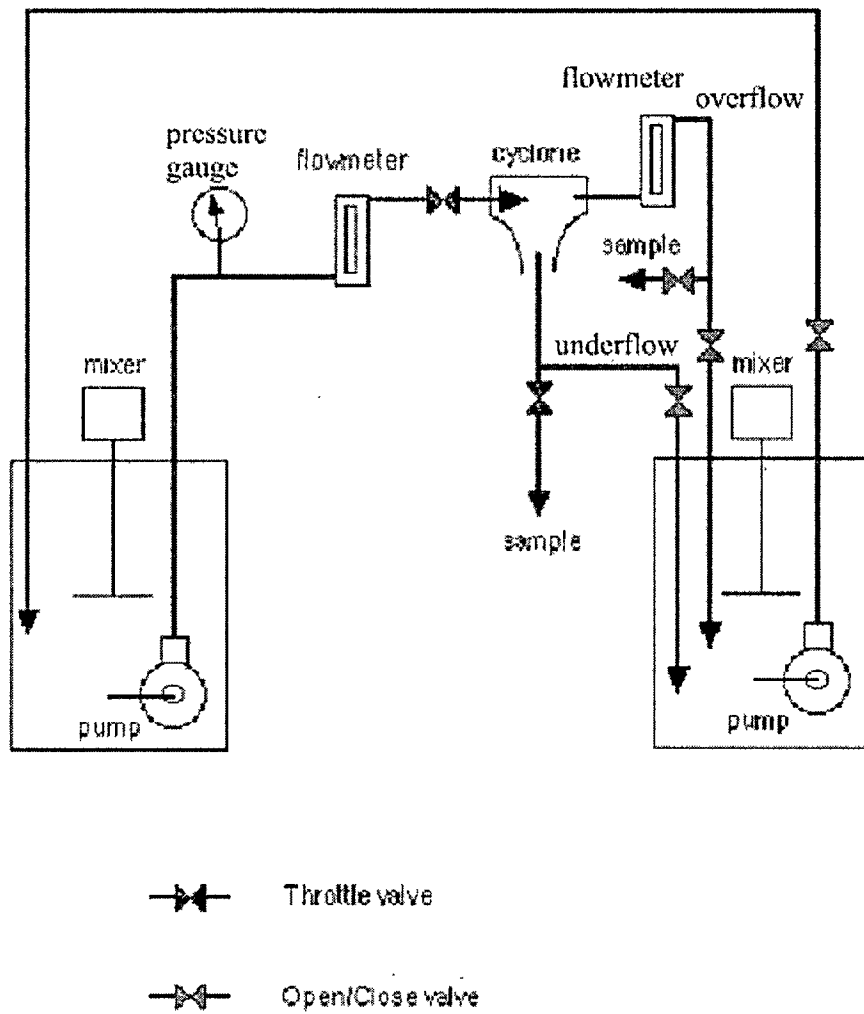 flowmeter
overflow
pressure
gauge
flowmeter
cyclone
sample
underflow
mixer
mixer
sample
pump
pump
Throttle valve
Open/Close valve